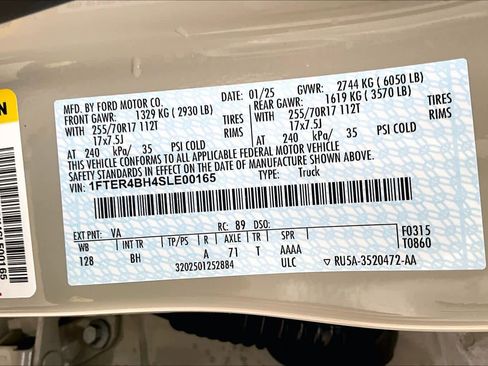 MFD. BY FORD MOTOR CO.
DATE: 01/25 GVWR: 2744 KG ( 6050 LB)
FRONT GAWR: 1329 KG ( 2930 LB) REAR GAWR: 1619 KG ( 3570 LB)
WITH 255/70R17 112T TIRES WITH 255/70R17 112T TIRES
17x7.5J RIMS 17x7.5J RIMS
AT 240 kPa/ 35 PSI COLD AT 240 kPa/ 35 PSI COLD
THIS VEHICLE CONFORMS TO ALL APPLICABLE FEDERAL MOTOR VEHICLE
SAFETY STANDARDS IN EFFECT ON THE DATE OF MANUFACTURE SHOWN ABOVE.
VIN: 1FTER4BH4SLE00165 TYPE: Truck
EXT PNT: VA RC: 89 DSO: F0315
WB TP/PS R AXLE TR SPR T0860
128 BH A 71 T AAAA
3202501252884 ULC ▽ RU5A-3520472-AA